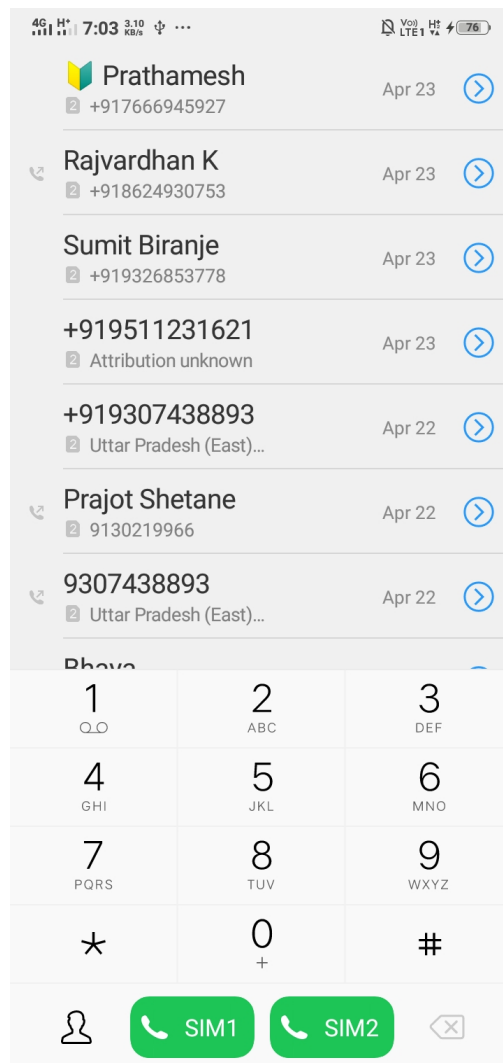 4G H+ 7:03 3.10 KB/s ··· Vo)) LTE1 H+ 76
🔰 Prathamesh
Apr 23
2 +917666945927
Rajvardhan K
Apr 23
2 +918624930753
Sumit Biranje
Apr 23
2 +919326853778
+919511231621
Apr 23
2 Attribution unknown
+919307438893
Apr 22
2 Uttar Pradesh (East)...
Prajot Shetane
Apr 22
2 9130219966
9307438893
Apr 22
2 Uttar Pradesh (East)...
1 2 3
ABC DEF
4 5 6
GHI JKL MNO
7 8 9
PQRS TUV WXYZ
* 0 #
+
SIM1 SIM2